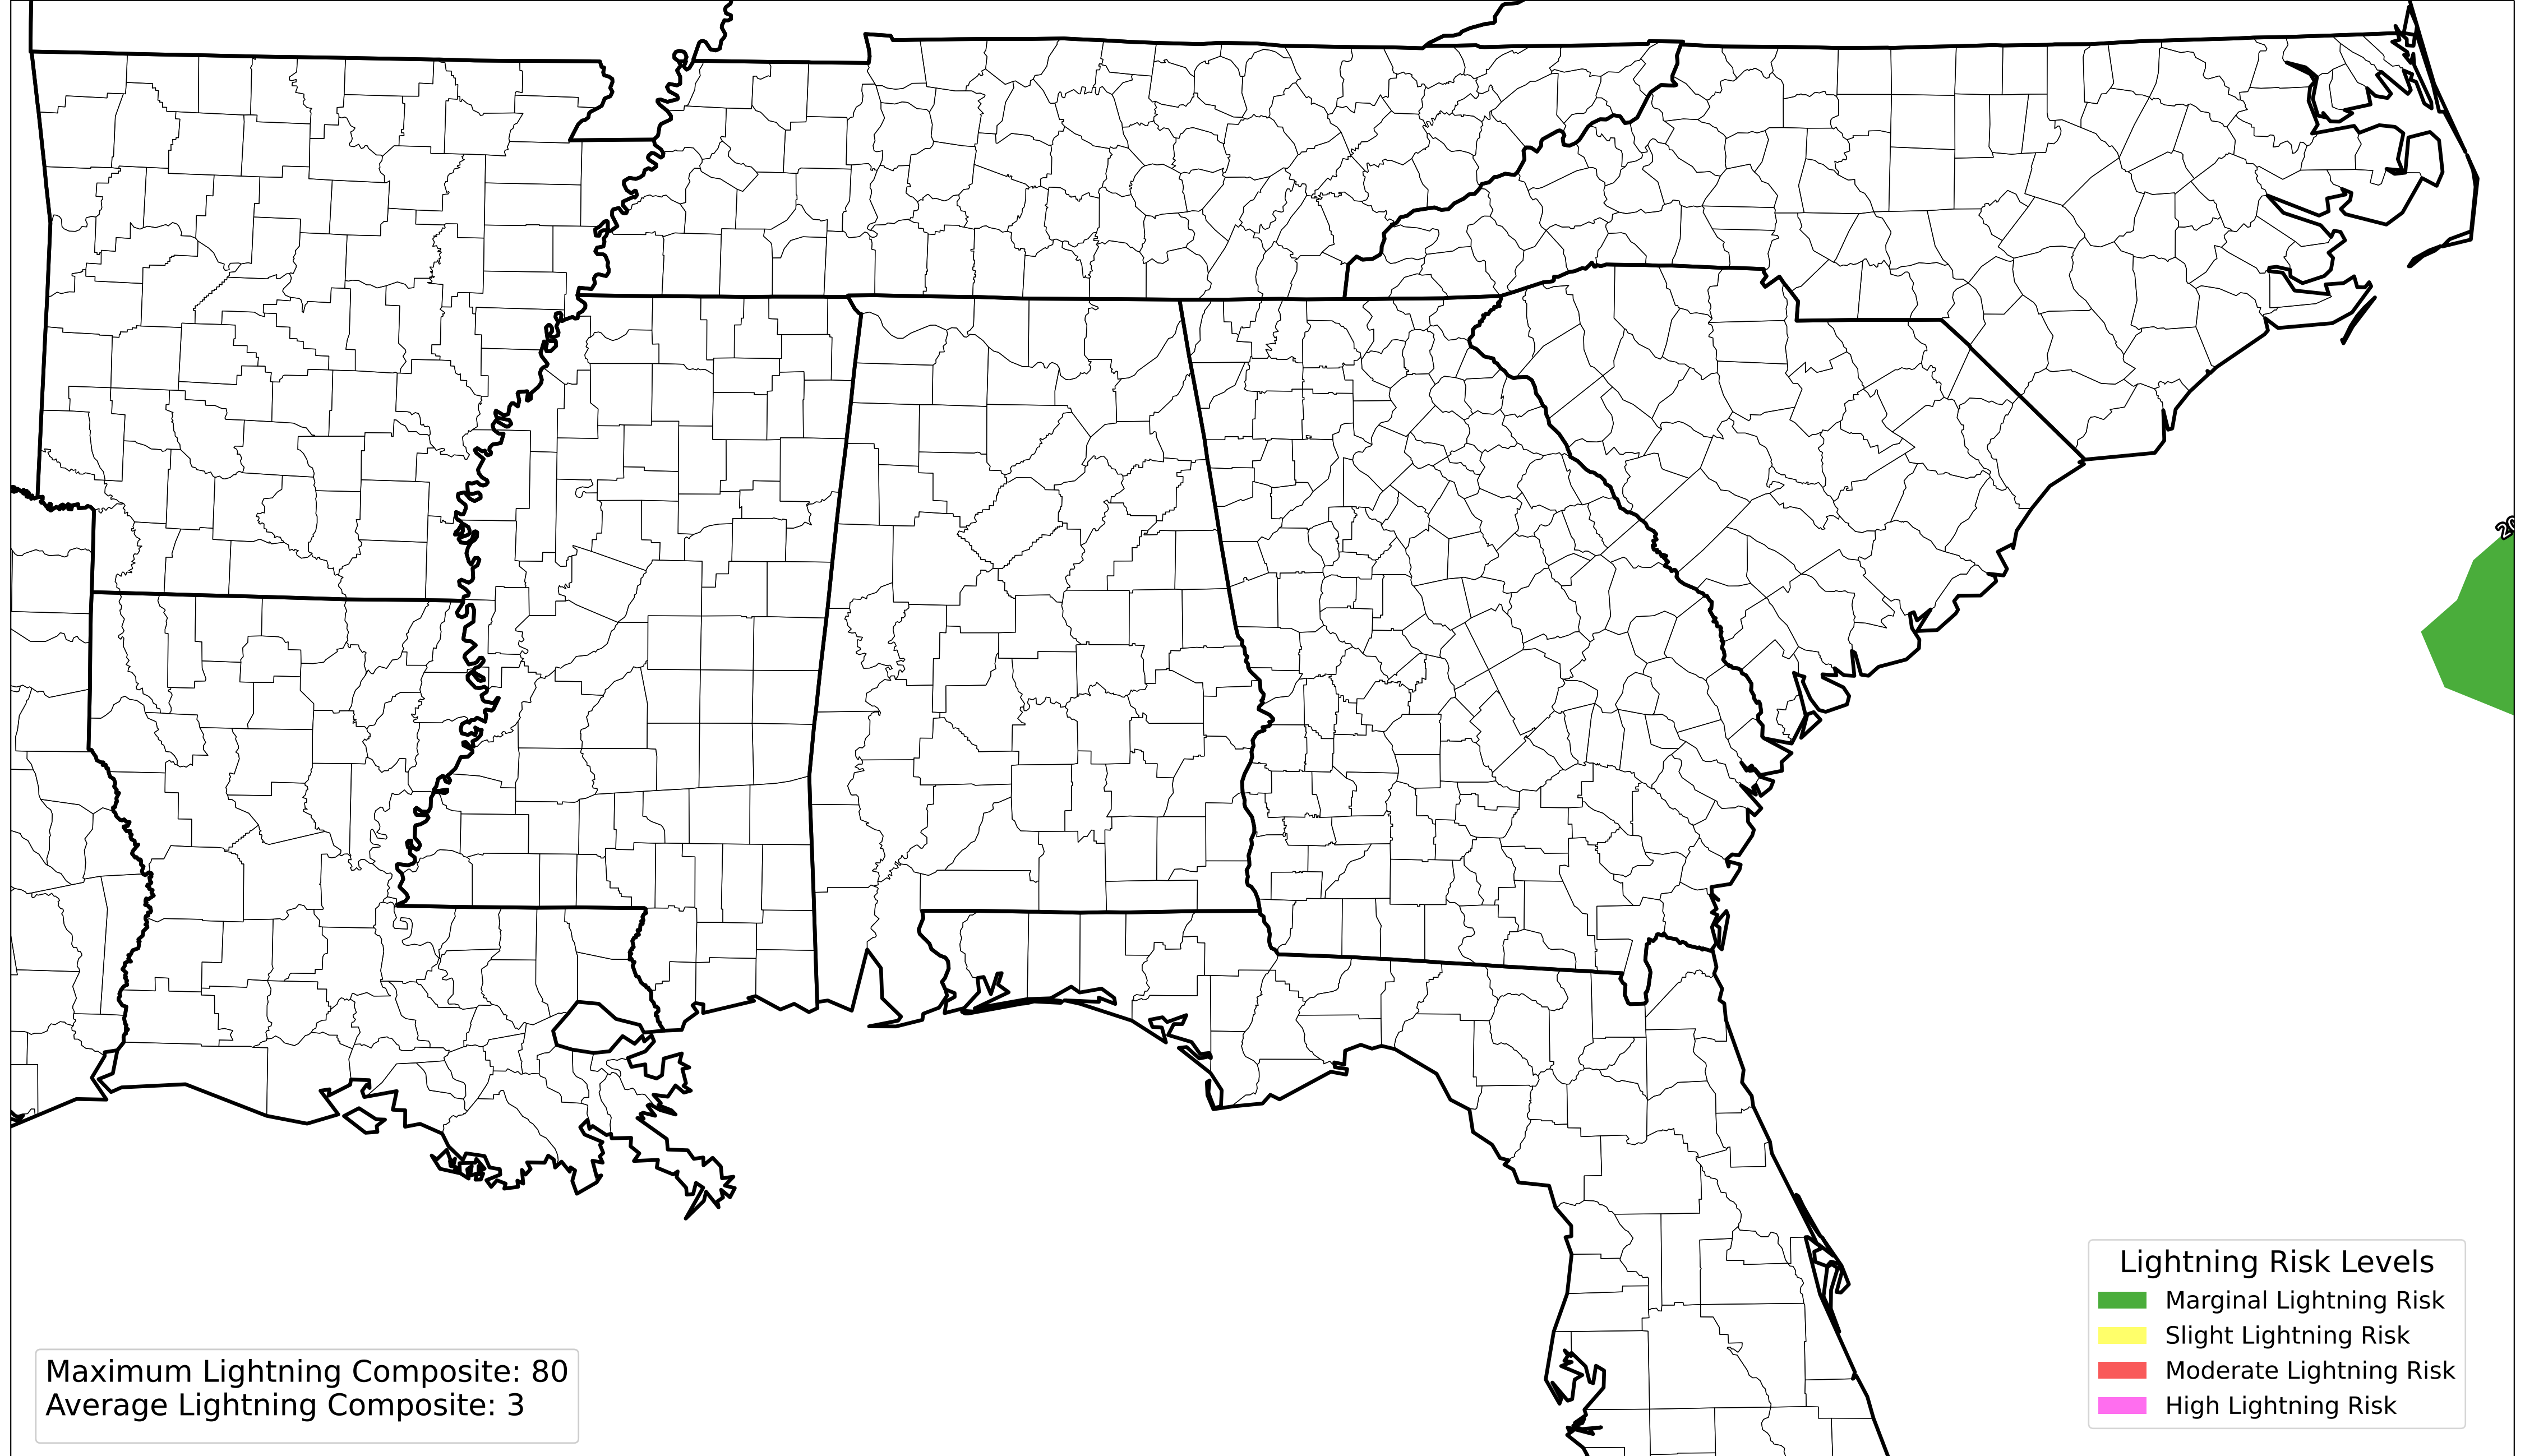 20
Lightning Risk Levels
Marginal Lightning Risk
Slight Lightning Risk
Moderate Lightning Risk
High Lightning Risk
Maximum Lightning Composite: 80
Average Lightning Composite: 3